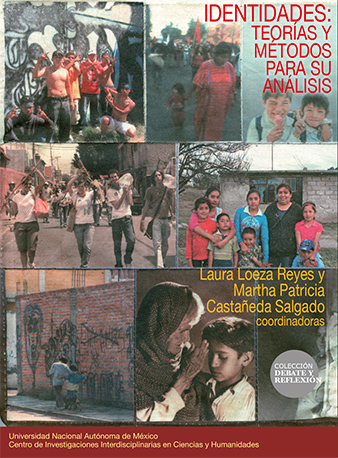 IDENTIDADES:
TEORÍAS Y
MÉTODOS
PARA SU
ANÁLISIS
Laura Loeza Reyes y
Martha Patricia
Castañeda Salgado
coordinadoras
COLECCIÓN
DEBATE Y
REFLEXIÓN
Universidad Nacional Autónoma de México
Centro de Investigaciones Interdisciplinarias en Ciencias y Humanidades